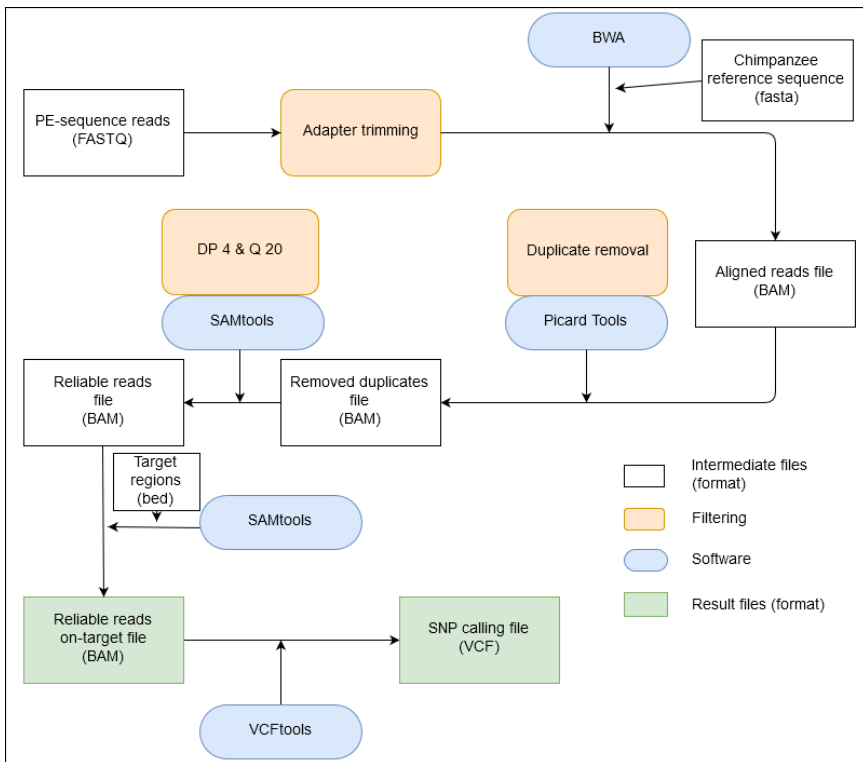 BWA
Chimpanzee
reference sequence
(fasta)
PE-sequence reads
(FASTQ)
Adapter trimming
DP 4 & Q 20
Duplicate removal
Aligned reads file
(BAM)
SAMtools
Picard Tools
Reliable reads
file
(BAM)
Removed duplicates
file
(BAM)
Target
regions
(bed)
SAMtools
Intermediate files
(format)
Filtering
Software
Result files (format)
Reliable reads
on-target file
(BAM)
SNP calling file
(VCF)
VCFtools